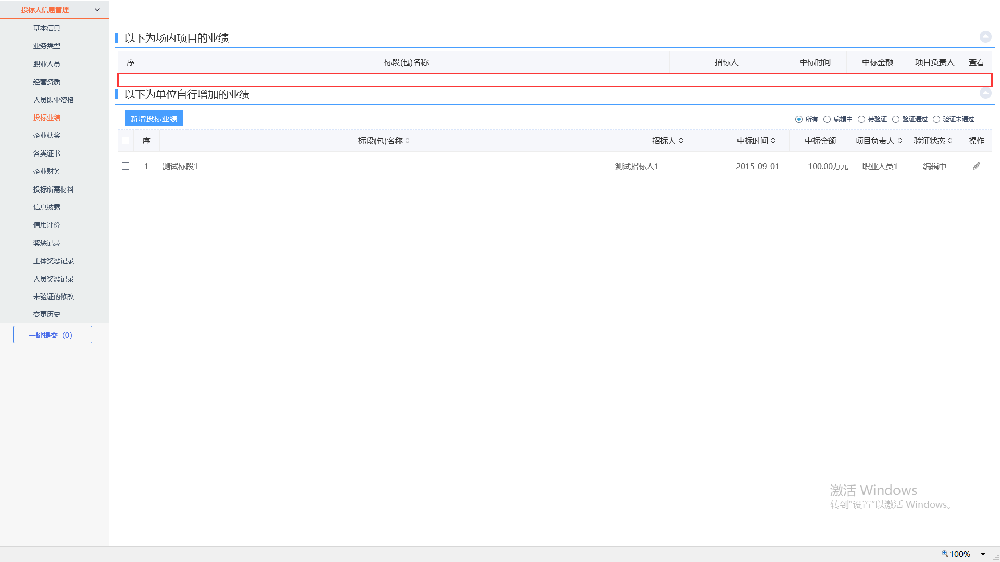 投标人信息管理
基本信息
业务类型
职业人员
经营资质
人员职业资格
投标业绩
企业获奖
各类证书
企业财务
投标所需材料
信息披露
信用评价
奖惩记录
主体奖惩记录
人员奖惩记录
未验证的修改
变更历史
一键提交（0）
以下为场内项目的业绩
序 标段(包)名称 招标人 中标时间 中标金额 项目负责人 查看
以下为单位自行增加的业绩
新增投标业绩
所有 编辑中 待验证 验证通过 验证未通过
序 标段(包)名称 招标人 中标时间 中标金额 项目负责人 验证状态 操作
1 测试标段1 测试招标人1 2015-09-01 100.00万元 职业人员1 编辑中
激活 Windows
转到“设置”以激活 Windows。
100%